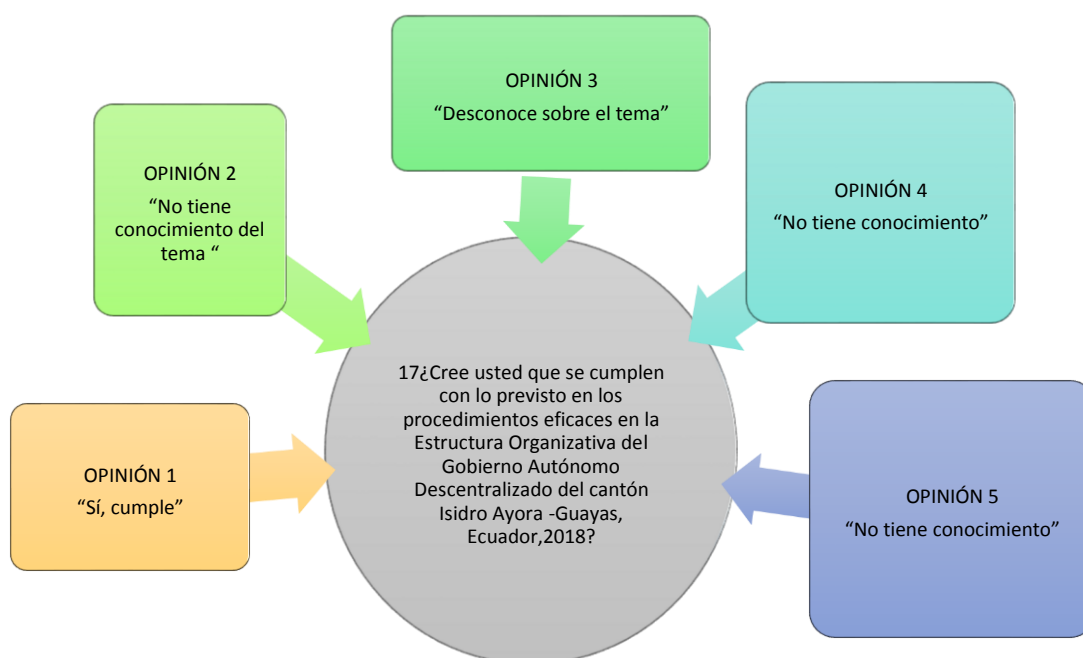 OPINIÓN 3
“Desconoce sobre el tema”
OPINIÓN 2
“No tiene
conocimiento del
tema “
OPINIÓN 4
“No tiene conocimiento”
17¿Cree usted que se cumplen
con lo previsto en los
procedimientos eficaces en la
Estructura Organizativa del
Gobierno Autónomo
Descentralizado del cantón
Isidro Ayora -Guayas,
Ecuador,2018?
OPINIÓN 1
“Sí, cumple”
OPINIÓN 5
“No tiene conocimiento”